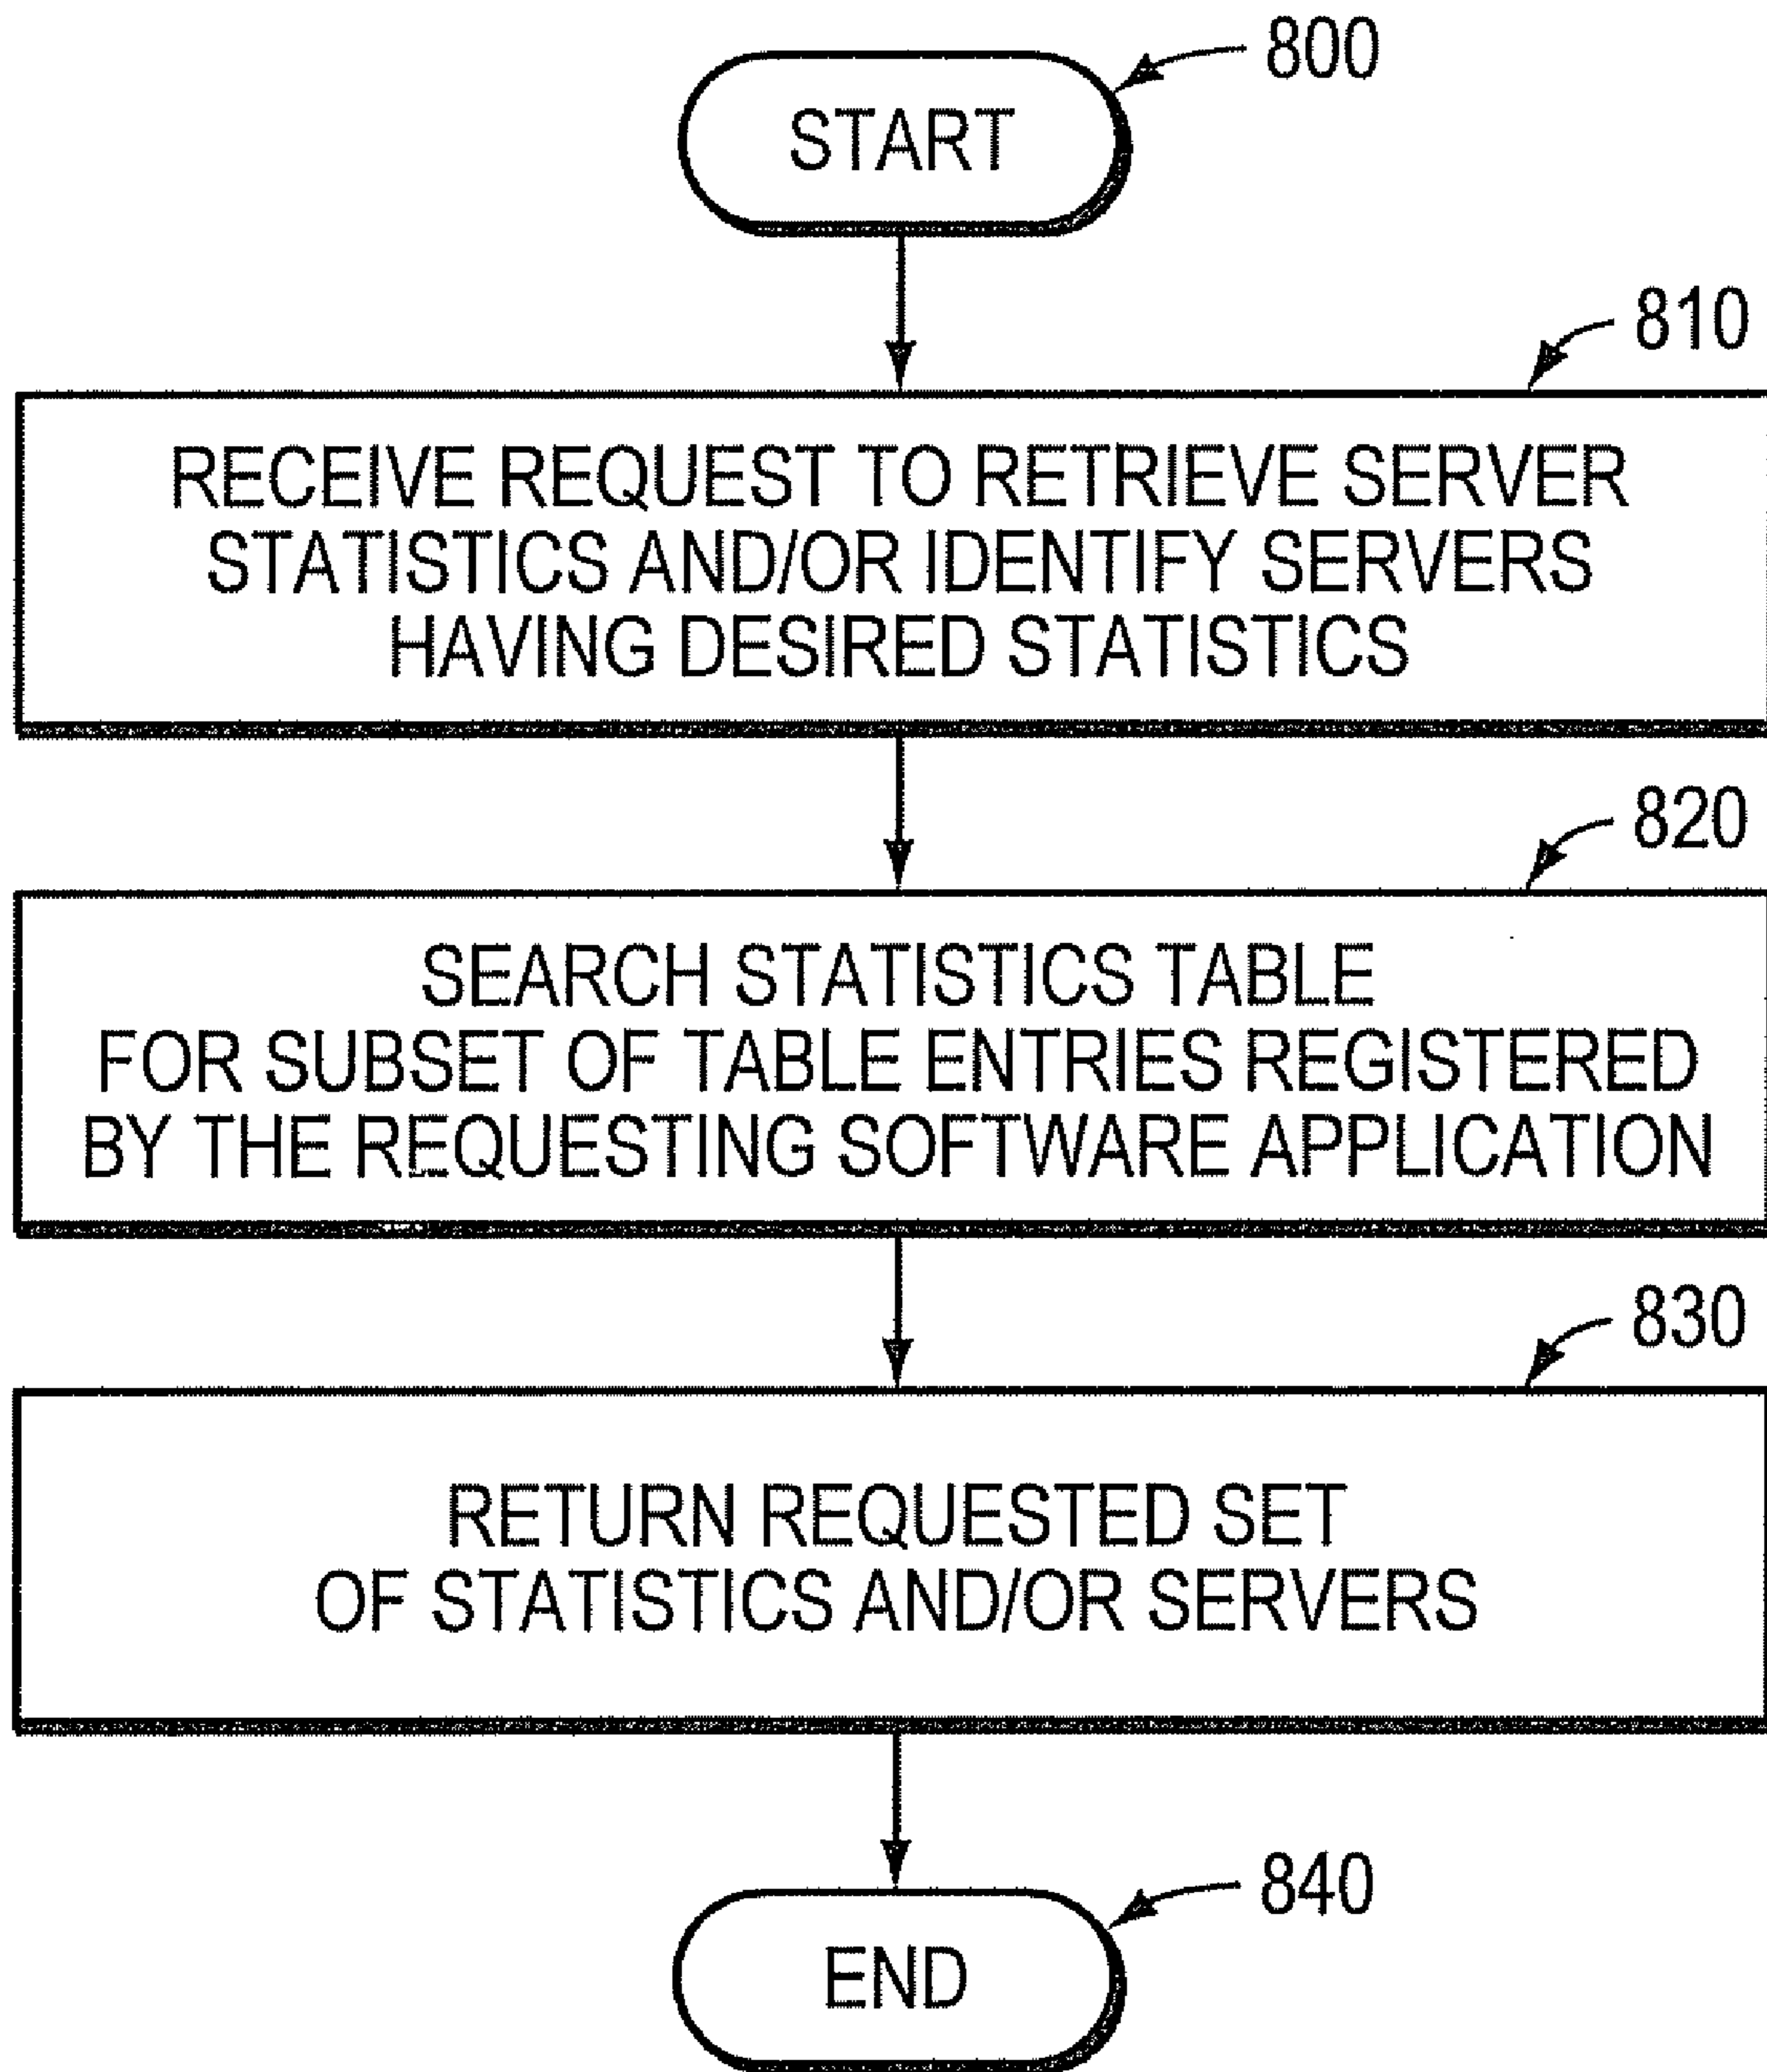 800
START
810
RECEIVE REQUEST TO RETRIEVE SERVER
STATISTICS AND/OR IDENTIFY SERVERS
HAVING DESIRED STATISTICS
820
SEARCH STATISTICS TABLE
FOR SUBSET OF TABLE ENTRIES REGISTERED
BY THE REQUESTING SOFTWARE APPLICATION
830
RETURN REQUESTED SET
OF STATISTICS AND/OR SERVERS
840
END